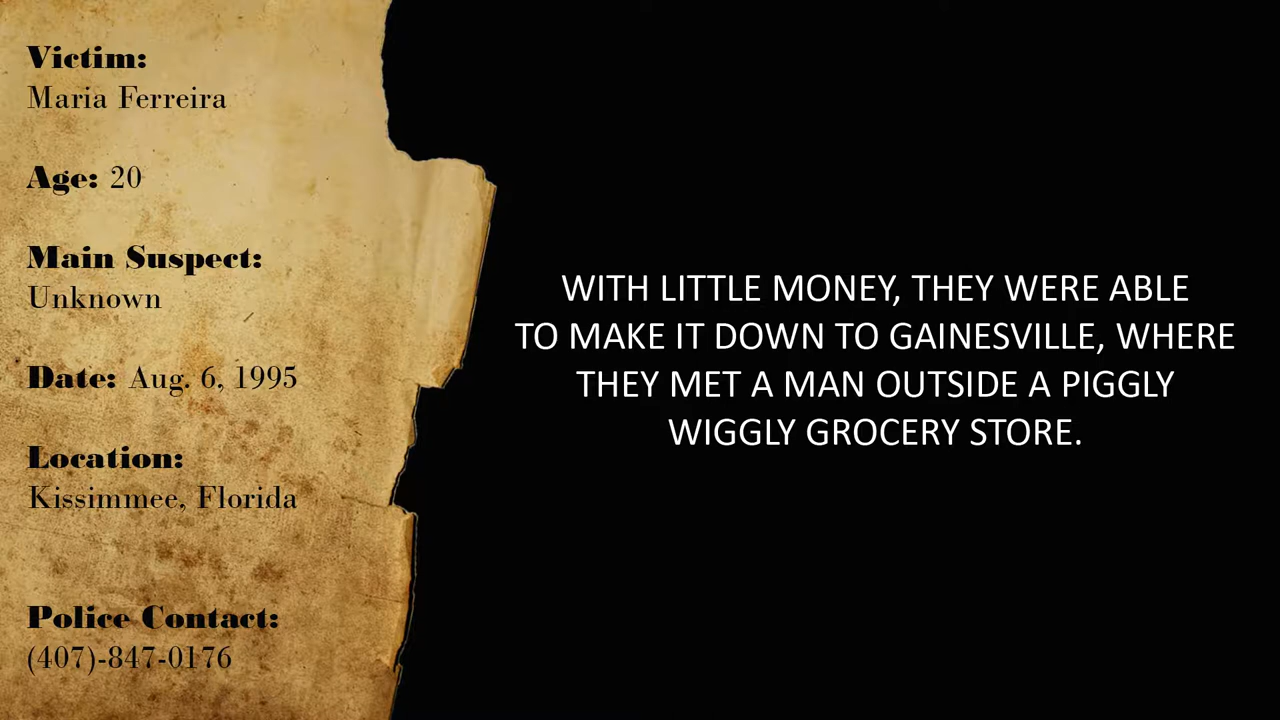 Victim:
Maria Ferreira
Age: 20
Main Suspect:
Unknown
Date: Aug. 6, 1995
Location:
Kissimmee, Florida
Police Contact:
(407)-847-0176
WITH LITTLE MONEY, THEY WERE ABLE
TO MAKE IT DOWN TO GAINESVILLE, WHERE
THEY MET A MAN OUTSIDE A PIGGLY
WIGGLY GROCERY STORE.